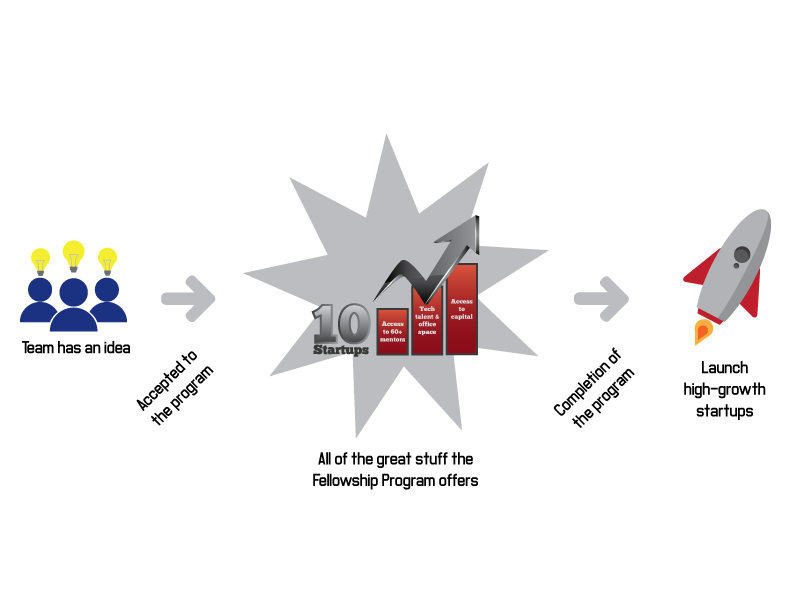 Team has an idea
Accepted to
the program
10
Startups
Access
to 60+
mentors
Tech
talent &
office
space
Access
to
capital
All of the great stuff the
Fellowship Program offers
Completion of
the program
Launch
high-growth
startups